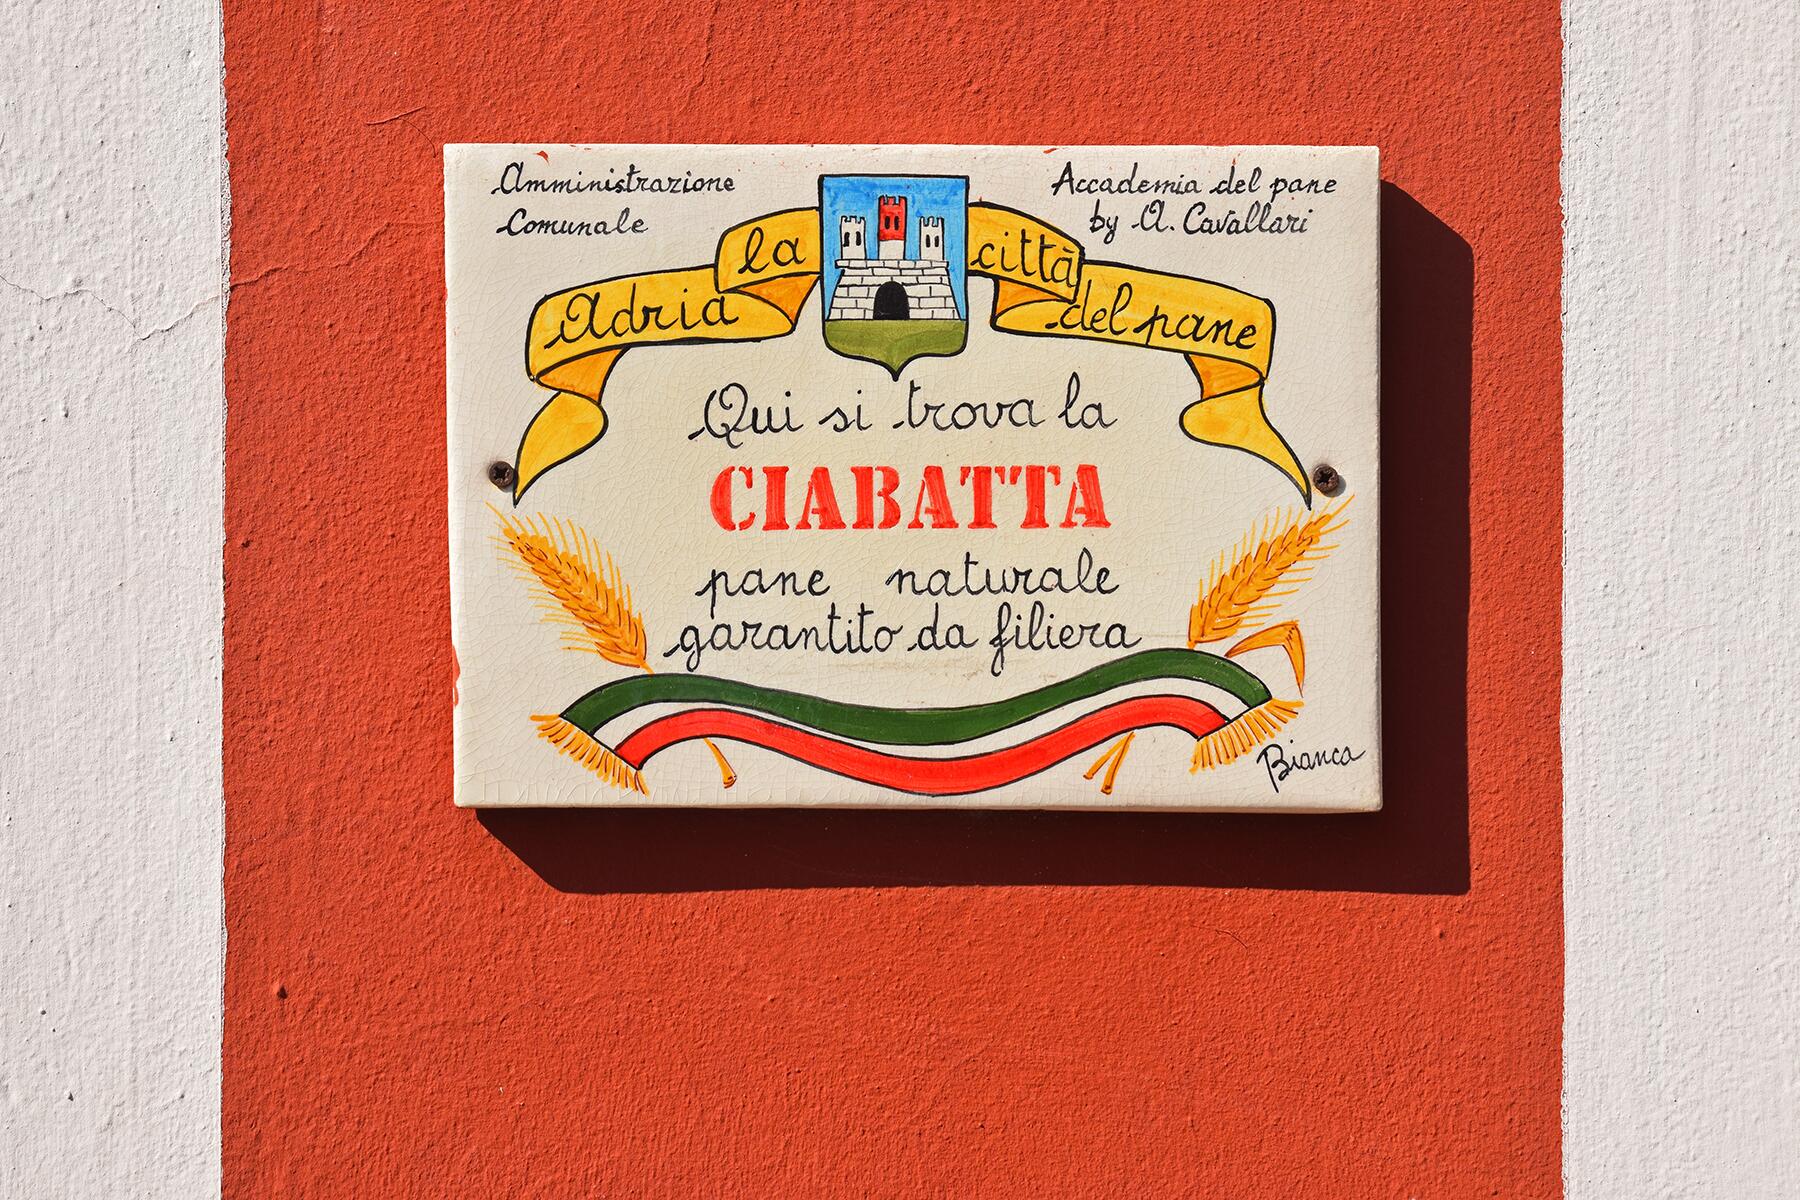 Amministrazione
Comunale
Accademia del pane
by A. Cavallari
Adria la città del pane
Qui si trova la
CIABATTA
pane naturale
garantito da filiera
Bianca